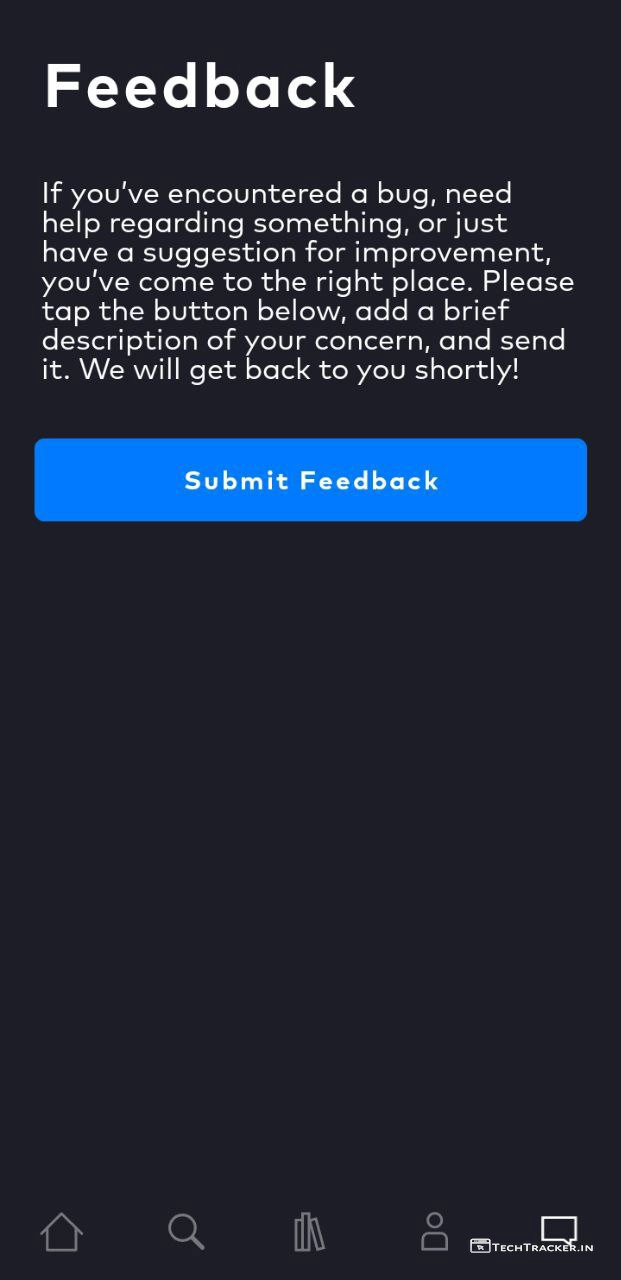 Feedback
If you’ve encountered a bug, need
help regarding something, or just
have a suggestion for improvement,
you’ve come to the right place. Please
tap the button below, add a brief
description of your concern, and send
it. We will get back to you shortly!
Submit Feedback
TECHTRACKER.IN